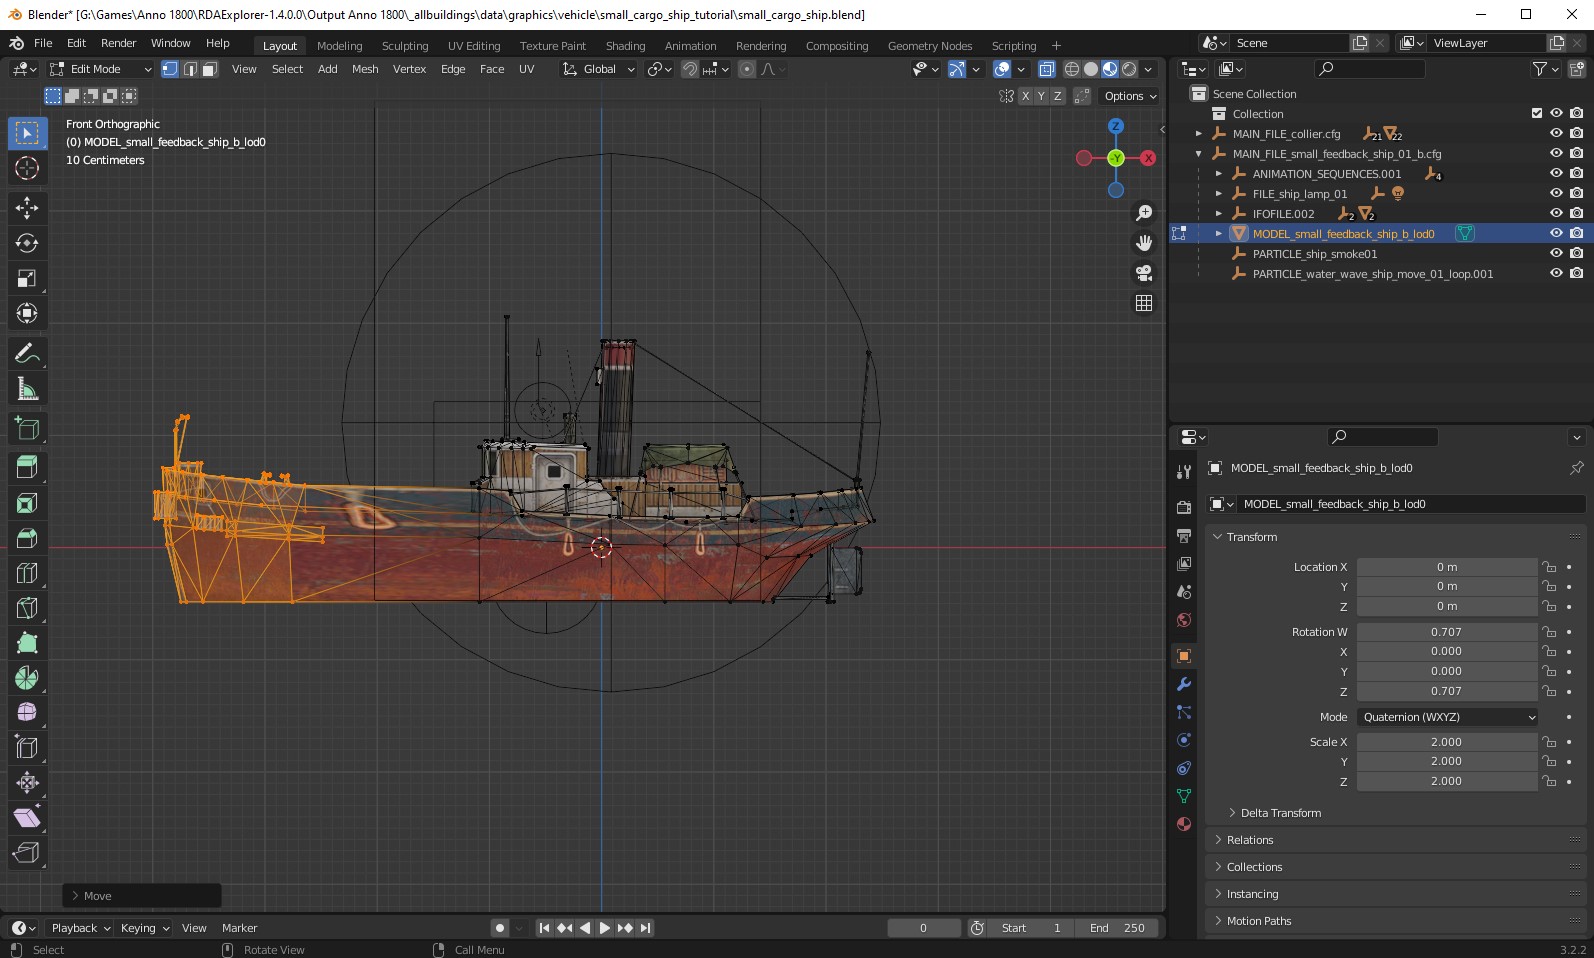 Blender* [G:\Games\Anno 1800\RDAExplorer-1.4.0.0\Output Anno 1800\_allbuildings\data\graphics\vehicle\small_cargo_ship_tutorial\small_cargo_ship.blend]
File Edit Render Window Help Layout Modeling Sculpting UV Editing Texture Paint Shading Animation Rendering Compositing Geometry Nodes Scripting + Scene ViewLayer
Edit Mode View Select Add Mesh Vertex Edge Face UV Global
X Y Z Options
Front Orthographic
(0) MODEL_small_feedback_ship_b_lod0
10 Centimeters
Z
-Y X
Move
Scene Collection
Collection
MAIN_FILE_collier.cfg 21 22
MAIN_FILE_small_feedback_ship_01_b.cfg
ANIMATION_SEQUENCES.001 4
FILE_ship_lamp_01
IFOFILE.002 2 2
MODEL_small_feedback_ship_b_lod0
PARTICLE_ship_smoke01
PARTICLE_water_wave_ship_move_01_loop.001
MODEL_small_feedback_ship_b_lod0
MODEL_small_feedback_ship_b_lod0
Transform
Location X 0 m
Y 0 m
Z 0 m
Rotation W 0.707
X 0.000
Y 0.000
Z 0.707
Mode Quaternion (WXYZ)
Scale X 2.000
Y 2.000
Z 2.000
Delta Transform
Relations
Collections
Instancing
Motion Paths
Playback Keying View Marker 0 Start 1 End 250
Select Rotate View Call Menu 3.2.2